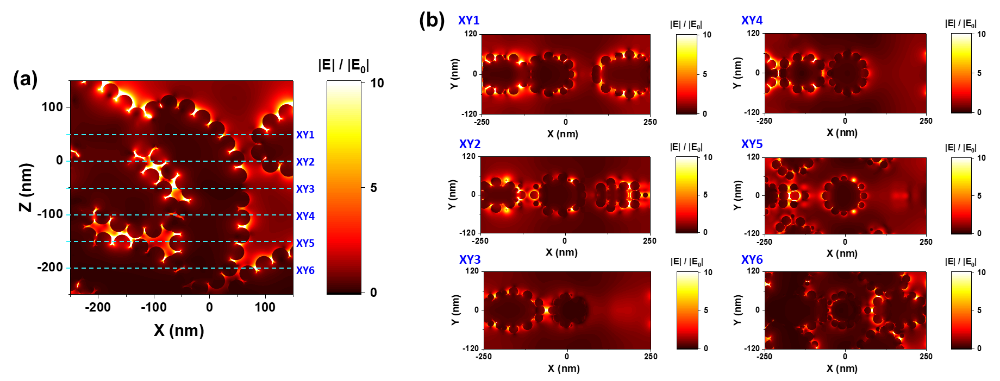 (a)
|E| / |E0|
10
5
0
100
0
-100
-200
Z (nm)
-200
-100
0
100
X (nm)
XY1
XY2
XY3
XY4
XY5
XY6
(b)
XY1
|E| / |E0|
120
0
-120
Y (nm)
-250
0
250
X (nm)
10
5
0
XY4
|E| / |E0|
120
0
-120
Y (nm)
-250
0
250
X (nm)
10
5
0
XY2
|E| / |E0|
120
0
-120
Y (nm)
-250
0
250
X (nm)
10
5
0
XY5
|E| / |E0|
120
0
-120
Y (nm)
-250
0
250
X (nm)
10
5
0
XY3
|E| / |E0|
120
0
-120
Y (nm)
-250
0
250
X (nm)
10
5
0
XY6
|E| / |E0|
120
0
-120
Y (nm)
-250
0
250
X (nm)
10
5
0